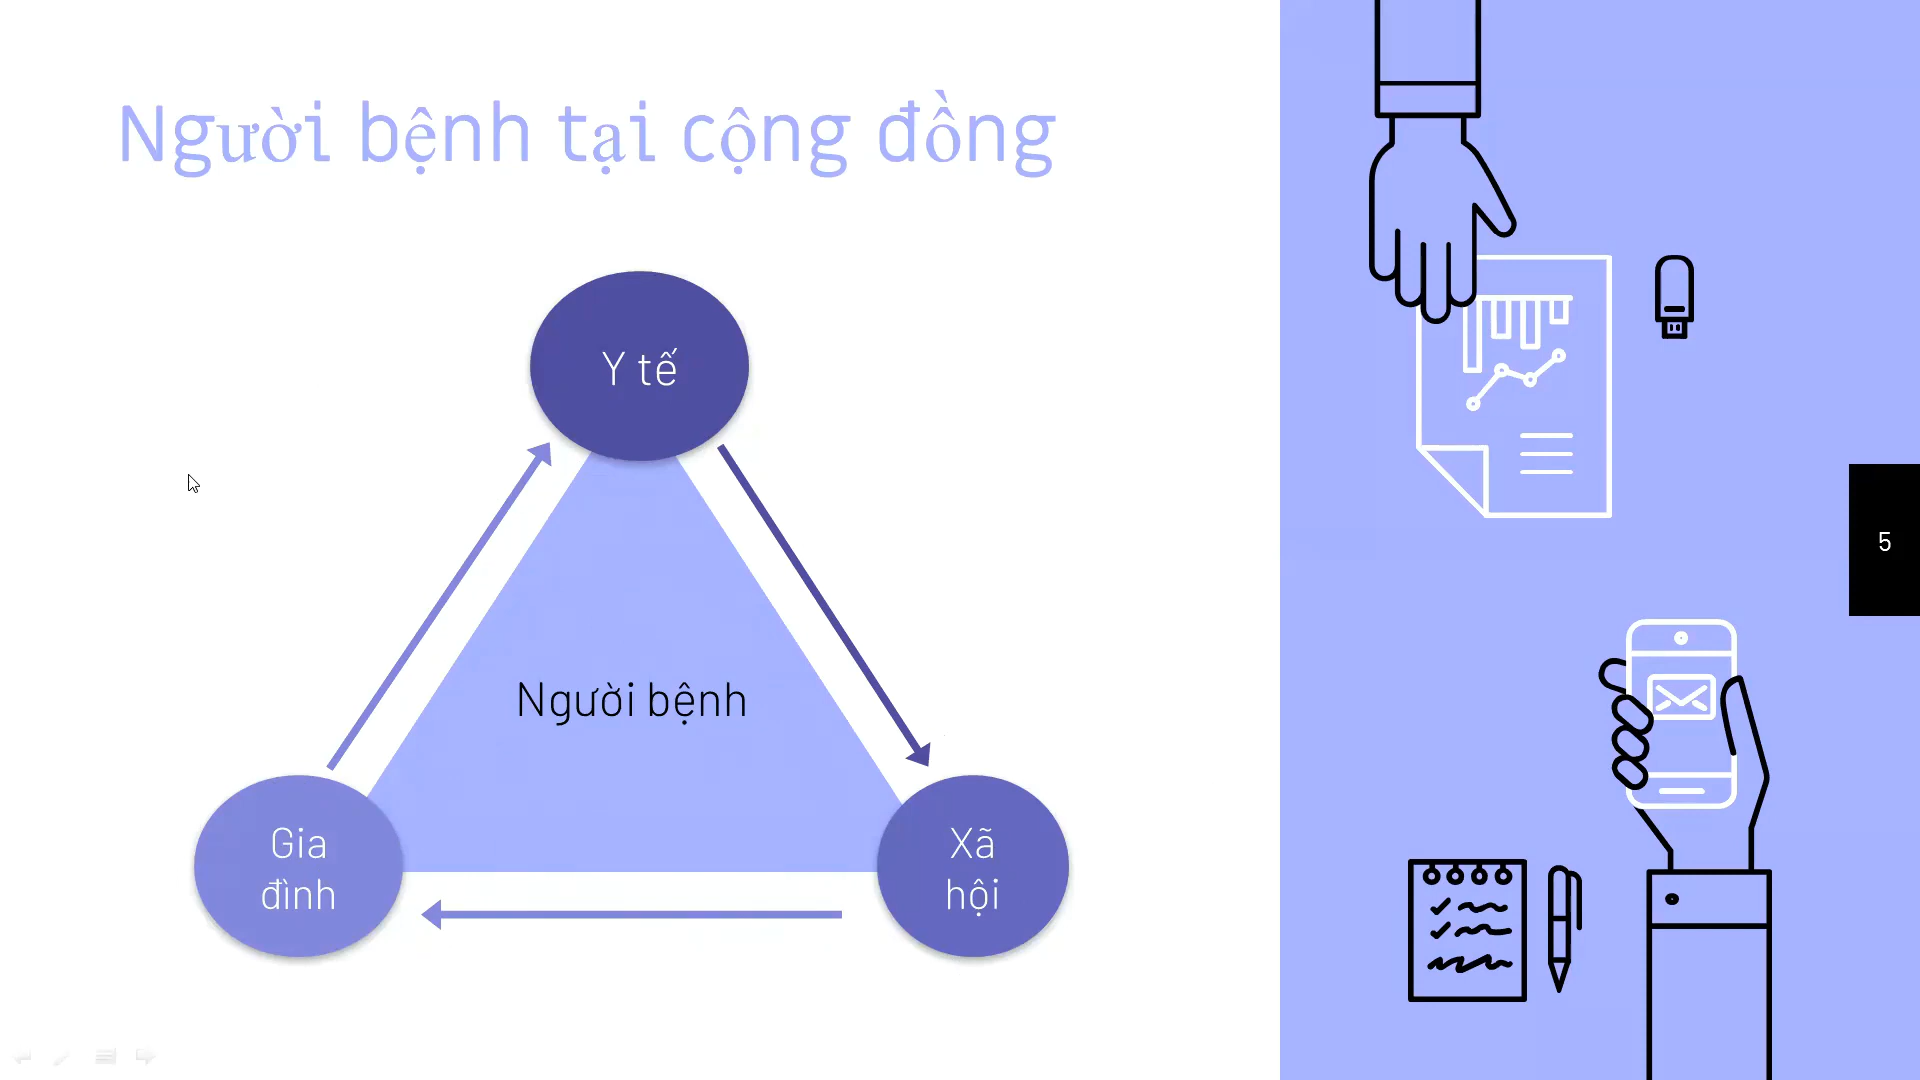 Người bệnh tại cộng đồng
Y tế
Người bệnh
Gia
đình
Xã
hội
5